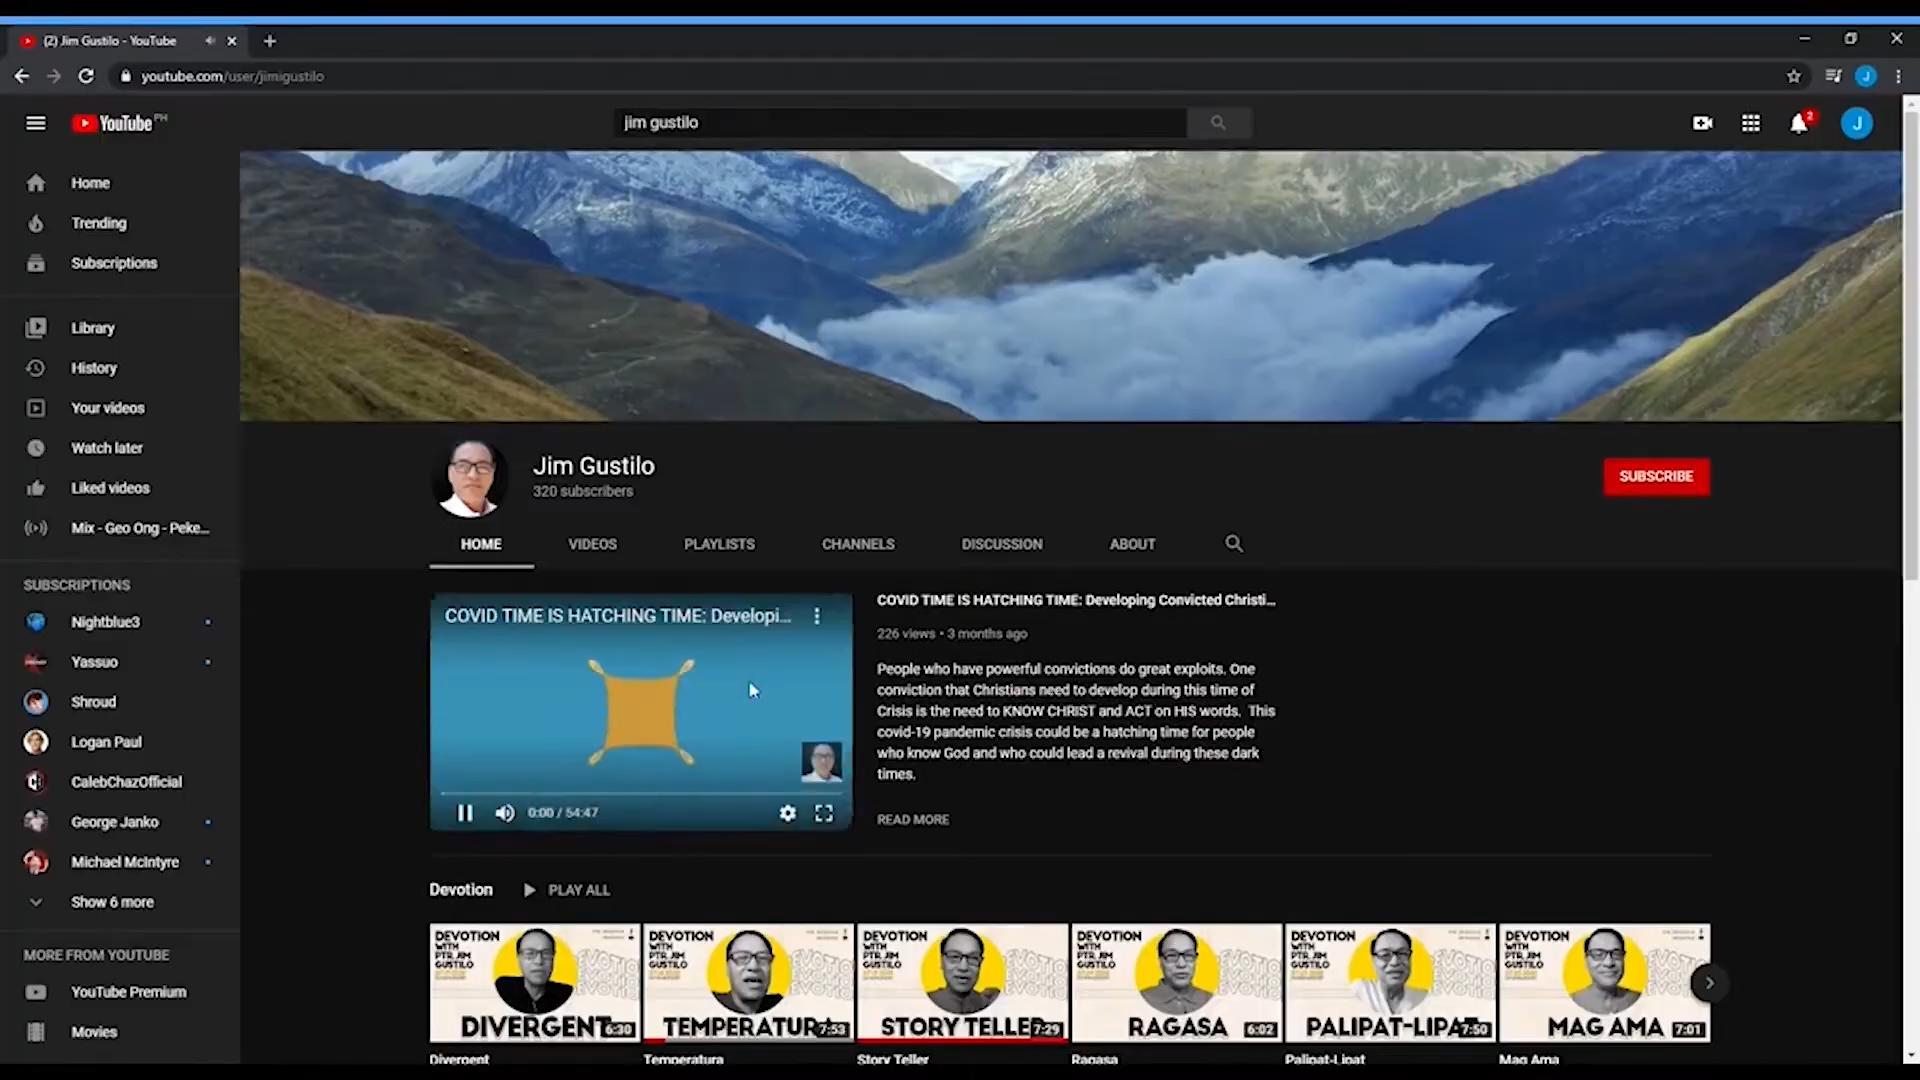 (2) Jim Gustilo - YouTube
youtube.com/user/jimigustilo
YouTube PH
jim gustilo
2
J
J
Home
Trending
Subscriptions
Library
History
Your videos
Watch later
Liked videos
Mix - Geo Ong - Peke...
SUBSCRIPTIONS
Nightblue3
Yassuo
Shroud
Logan Paul
CalebChazOfficial
George Janko
Michael McIntyre
Show 6 more
MORE FROM YOUTUBE
YouTube Premium
Movies
Jim Gustilo
320 subscribers
SUBSCRIBE
HOME VIDEOS PLAYLISTS CHANNELS DISCUSSION ABOUT
COVID TIME IS HATCHING TIME: Developi...
0:00 / 54:47
COVID TIME IS HATCHING TIME: Developing Convicted Christi...
226 views • 3 months ago
People who have powerful convictions do great exploits. One
conviction that Christians need to develop during this time of
Crisis is the need to KNOW CHRIST and ACT on HIS words. This
covid-19 pandemic crisis could be a hatching time for people
who know God and who could lead a revival during these dark
times.
READ MORE
Devotion PLAY ALL
DEVOTION
WITH
PTR. JIM
GUSTILO
DIVERGENT
6:30
Divergent
DEVOTION
WITH
PTR. JIM
GUSTILO
TEMPERATURA
7:53
Temperatura
DEVOTION
WITH
PTR. JIM
GUSTILO
STORY TELLER
7:29
Story Teller
DEVOTION
WITH
PTR. JIM
GUSTILO
RAGASA
6:02
Ragasa
DEVOTION
WITH
PTR. JIM
GUSTILO
PALIPAT-LIPAT
7:50
Palipat-Lipat
DEVOTION
WITH
PTR. JIM
GUSTILO
MAG AMA
7:01
Mag Ama